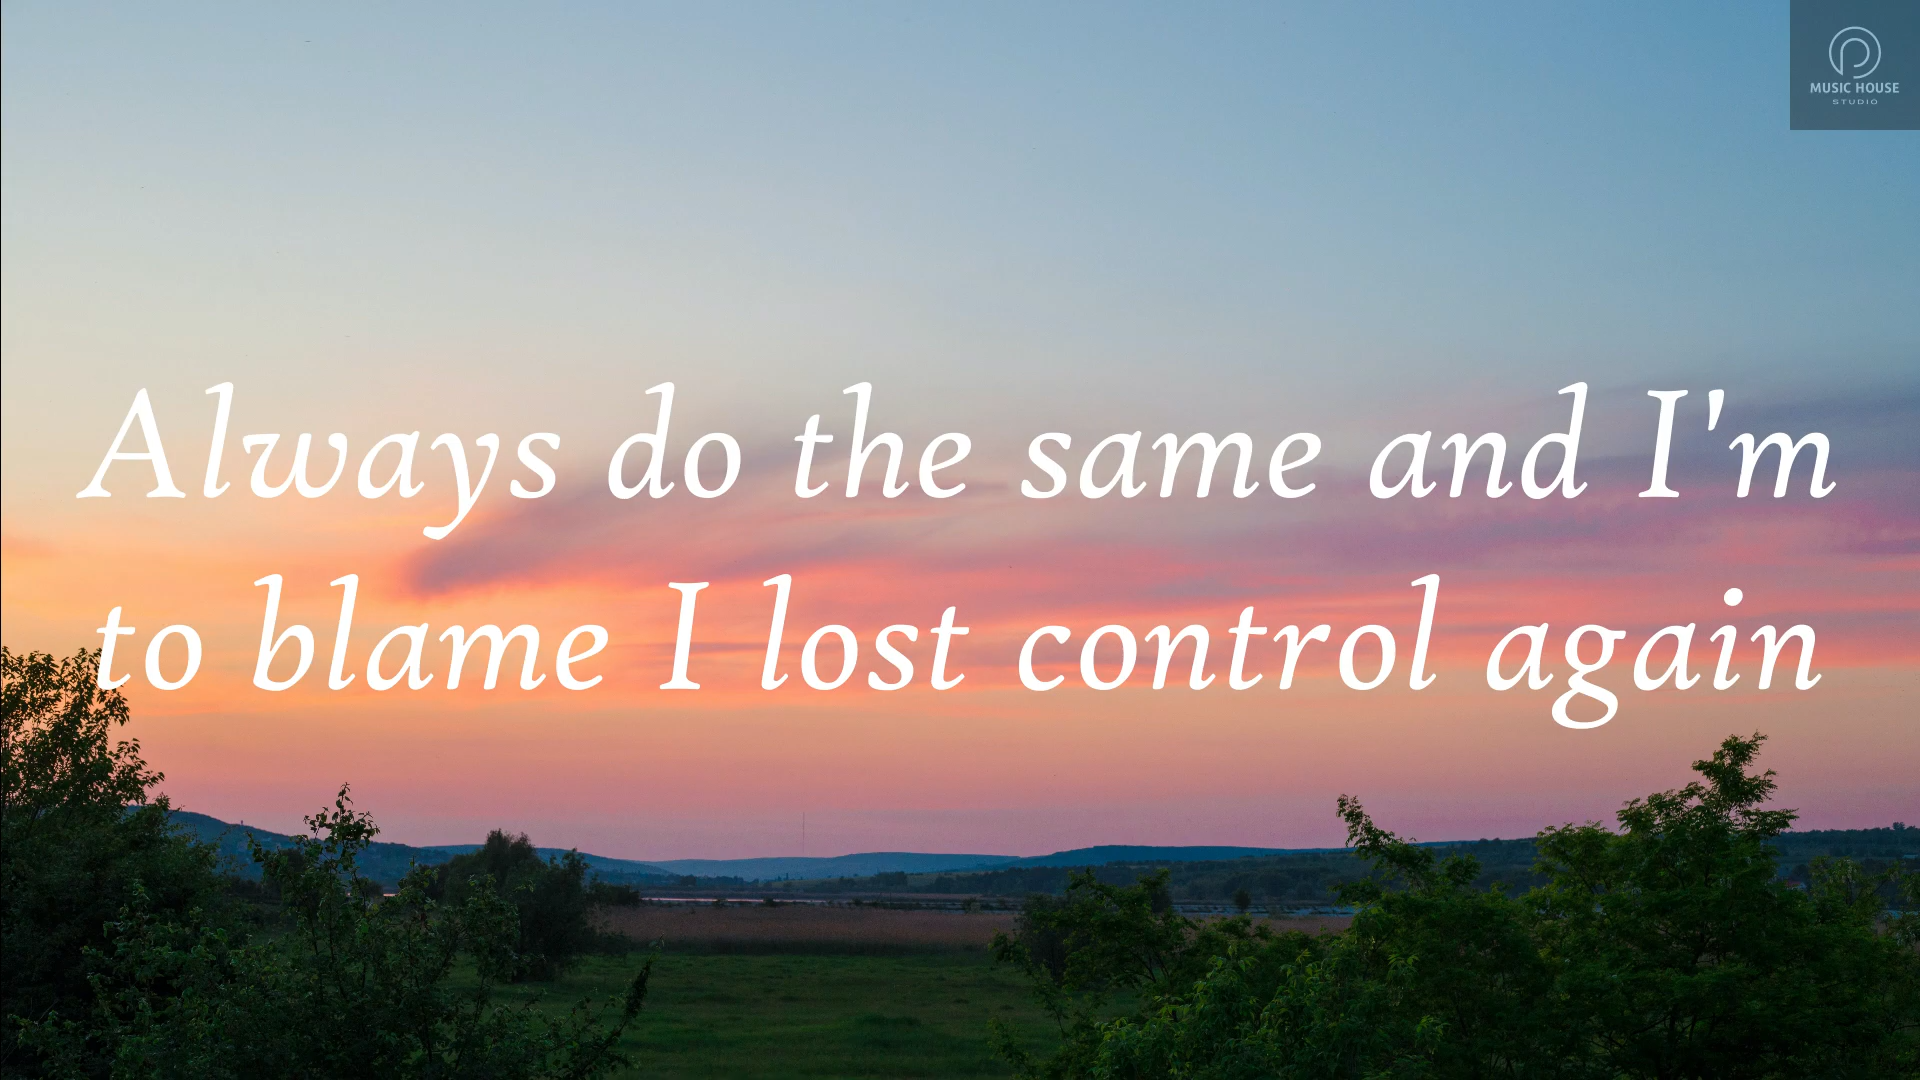 MUSIC HOUSE
STUDIO
Always do the same and I'm
to blame I lost control again